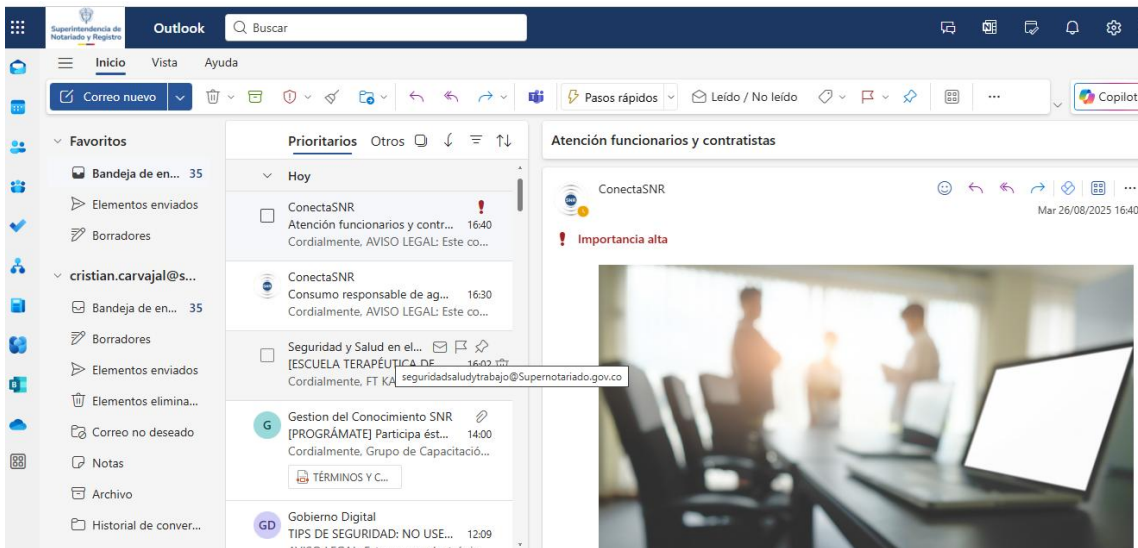 Superintendencia de
Notariado y Registro
Outlook
Buscar
Inicio Vista Ayuda
Correo nuevo
Pasos rápidos
Leído / No leído
Copilot
Favoritos
Bandeja de en... 35
Elementos enviados
Borradores
cristian.carvajal@s...
Bandeja de en... 35
Borradores
Elementos enviados
Elementos elimina...
Correo no deseado
Notas
Archivo
Historial de conver...
Prioritarios Otros
Hoy
ConectaSNR
Atención funcionarios y contr... 16:40
Cordialmente, AVISO LEGAL: Este co...
ConectaSNR
Consumo responsable de ag... 16:30
Cordialmente, AVISO LEGAL: Este co...
Seguridad y Salud en el...
[ESCUELA TERAPÉUTICA DE 16:02
Cordialmente, FT
seguridadsaludytrabajo@Supernotariado.gov.co
G
Gestion del Conocimiento SNR
[PROGRÁMATE] Participa ést... 14:00
Cordialmente, Grupo de Capacitació...
TÉRMINOS Y C...
GD
Gobierno Digital
TIPS DE SEGURIDAD: NO USE... 12:09
Atención funcionarios y contratistas
SNR
ConectaSNR
Mar 26/08/2025 16:40
Importancia alta